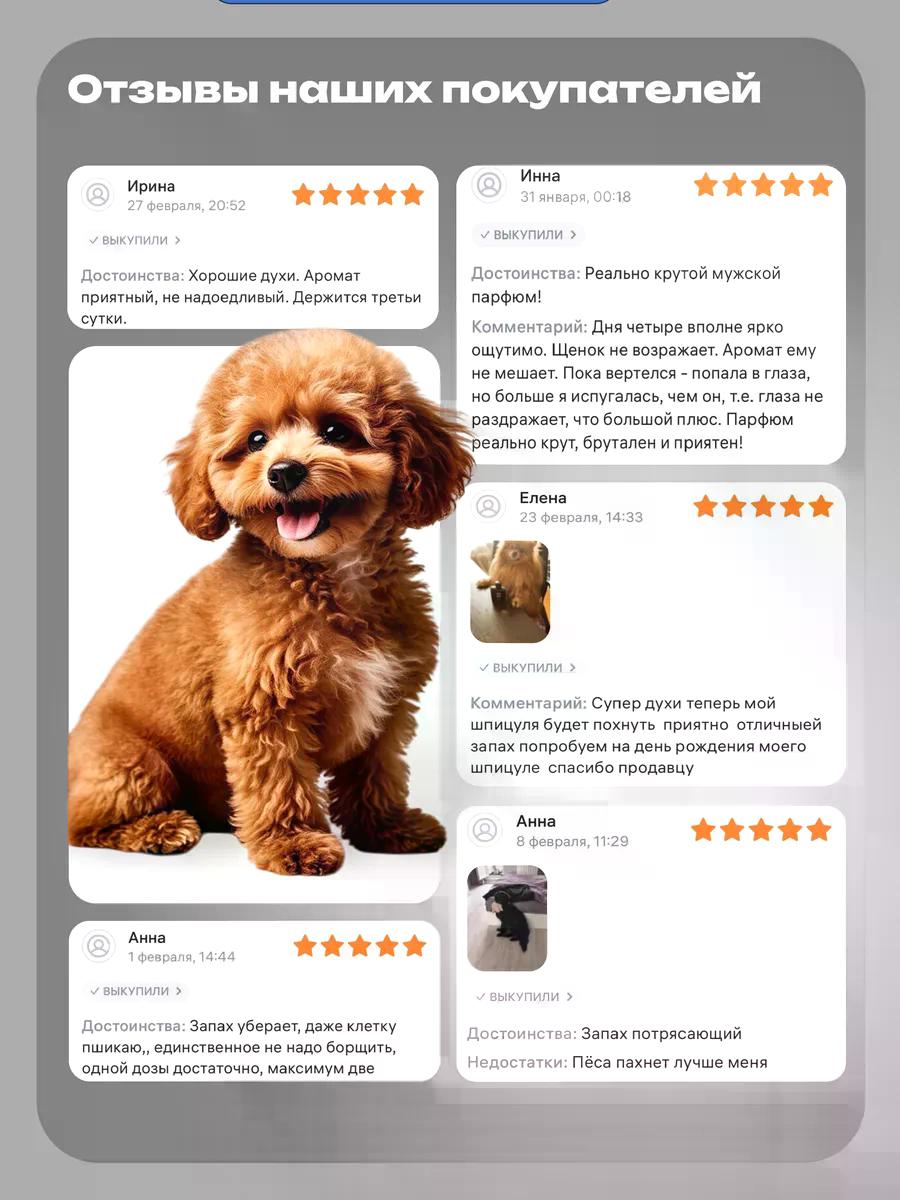 Отзывы наших покупателей
Ирина
27 февраля, 20:52
ВЫКУПИЛИ
Достоинства: Хорошие духи. Аромат
приятный, не надоедливый. Держится третьи
сутки.
Анна
1 февраля, 14:44
ВЫКУПИЛИ
Достоинства: Запах уберает, даже клетку
пшикаю,, единственное не надо борщить,
одной дозы достаточно, максимум две
Инна
31 января, 00:18
ВЫКУПИЛИ
Достоинства: Реально крутой мужской
парфюм!
Комментарий: Дня четыре вполне ярко
ощутимо. Щенок не возражает. Аромат ему
не мешает. Пока вертелся - попала в глаза,
но больше я испугалась, чем он, т.е. глаза не
раздражает, что большой плюс. Парфюм
реально крут, брутален и приятен!
Елена
23 февраля, 14:33
ВЫКУПИЛИ
Комментарий: Супер духи теперь мой
шпицуля будет похнуть приятно отличныей
запах попробуем на день рождения моего
шпицуле спасибо продавцу
Анна
8 февраля, 11:29
ВЫКУПИЛИ
Достоинства: Запах потрясающий
Недостатки: Пёса пахнет лучше меня